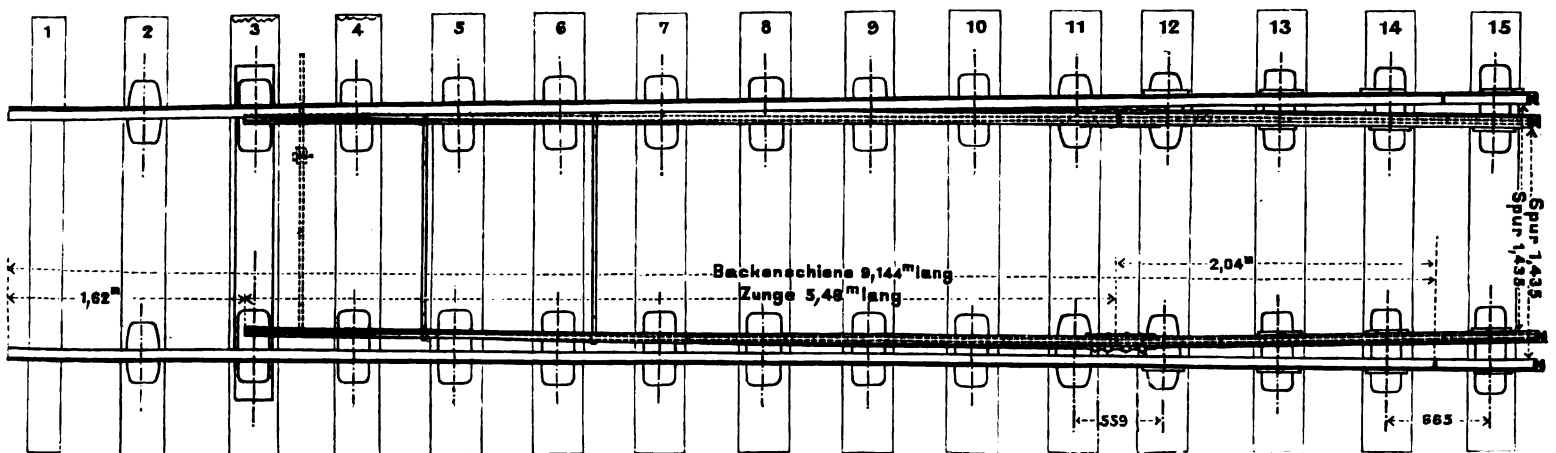 1 2 3 4 5 6 7 8 9 10 11 12 13 14 15
Spur 1,435
Spur 1,435
Backenschiene 9,144m lang
2,04m
1,62m
Zunge 5,48m lang
559
665